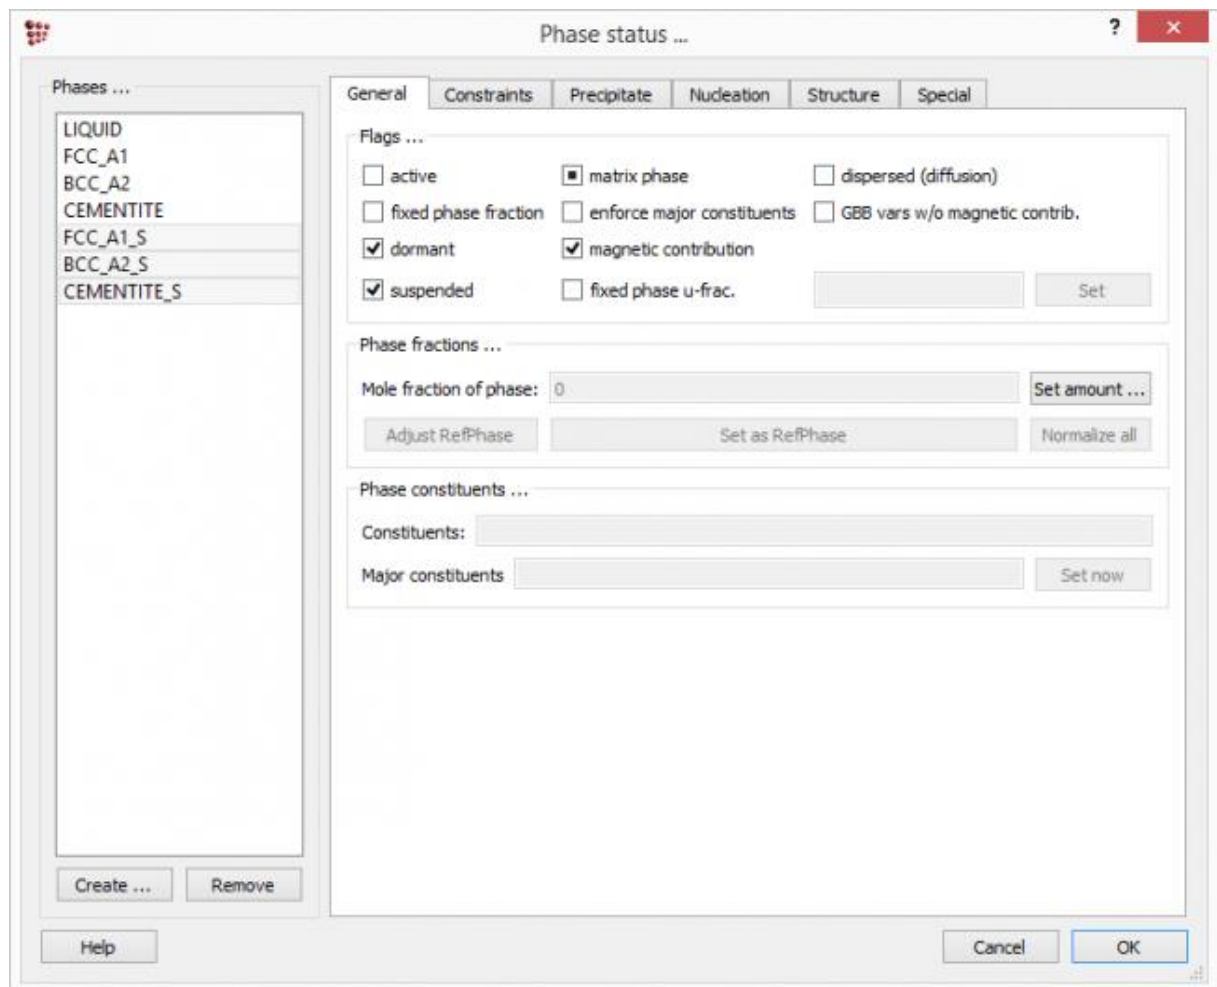 Phase status ...
?
Phases ...
LIQUID
FCC_A1
BCC_A2
CEMENTITE
FCC_A1_S
BCC_A2_S
CEMENTITE_S
Create ...
Remove
General
Constraints
Precipitate
Nucleation
Structure
Special
Flags ...
active
matrix phase
dispersed (diffusion)
fixed phase fraction
enforce major constituents
GBB vars w/o magnetic contrib.
dormant
magnetic contribution
suspended
fixed phase u-frac.
Set
Phase fractions ...
Mole fraction of phase:
0
Set amount ...
Adjust RefPhase
Set as RefPhase
Normalize all
Phase constituents ...
Constituents:
Major constituents
Set now
Help
Cancel
OK